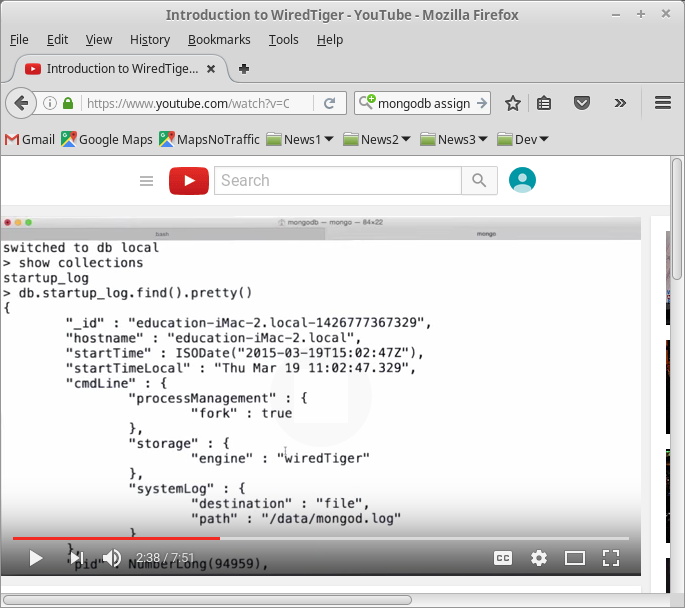 Introduction to WiredTiger - YouTube - Mozilla Firefox
File Edit View History Bookmarks Tools Help
Introduction to WiredTige...
https://www.youtube.com/watch?v=C
mongodb assign
Gmail Google Maps MapsNoTraffic News1 News2 News3 Dev
Search
mongodb — mongo — 84×22
bash mongo
switched to db local
> show collections
startup_log
> db.startup_log.find().pretty()
{
"_id" : "education-iMac-2.local-1426777367329",
"hostname" : "education-iMac-2.local",
"startTime" : ISODate("2015-03-19T15:02:47Z"),
"startTimeLocal" : "Thu Mar 19 11:02:47.329",
"cmdLine" : {
"processManagement" : {
"fork" : true
},
"storage" : {
"engine" : "wiredTiger"
},
"systemLog" : {
"destination" : "file",
"path" : "/data/mongod.log"
}
},
2:38 / 7:51
CC
"pid" : NumberLong(94959),